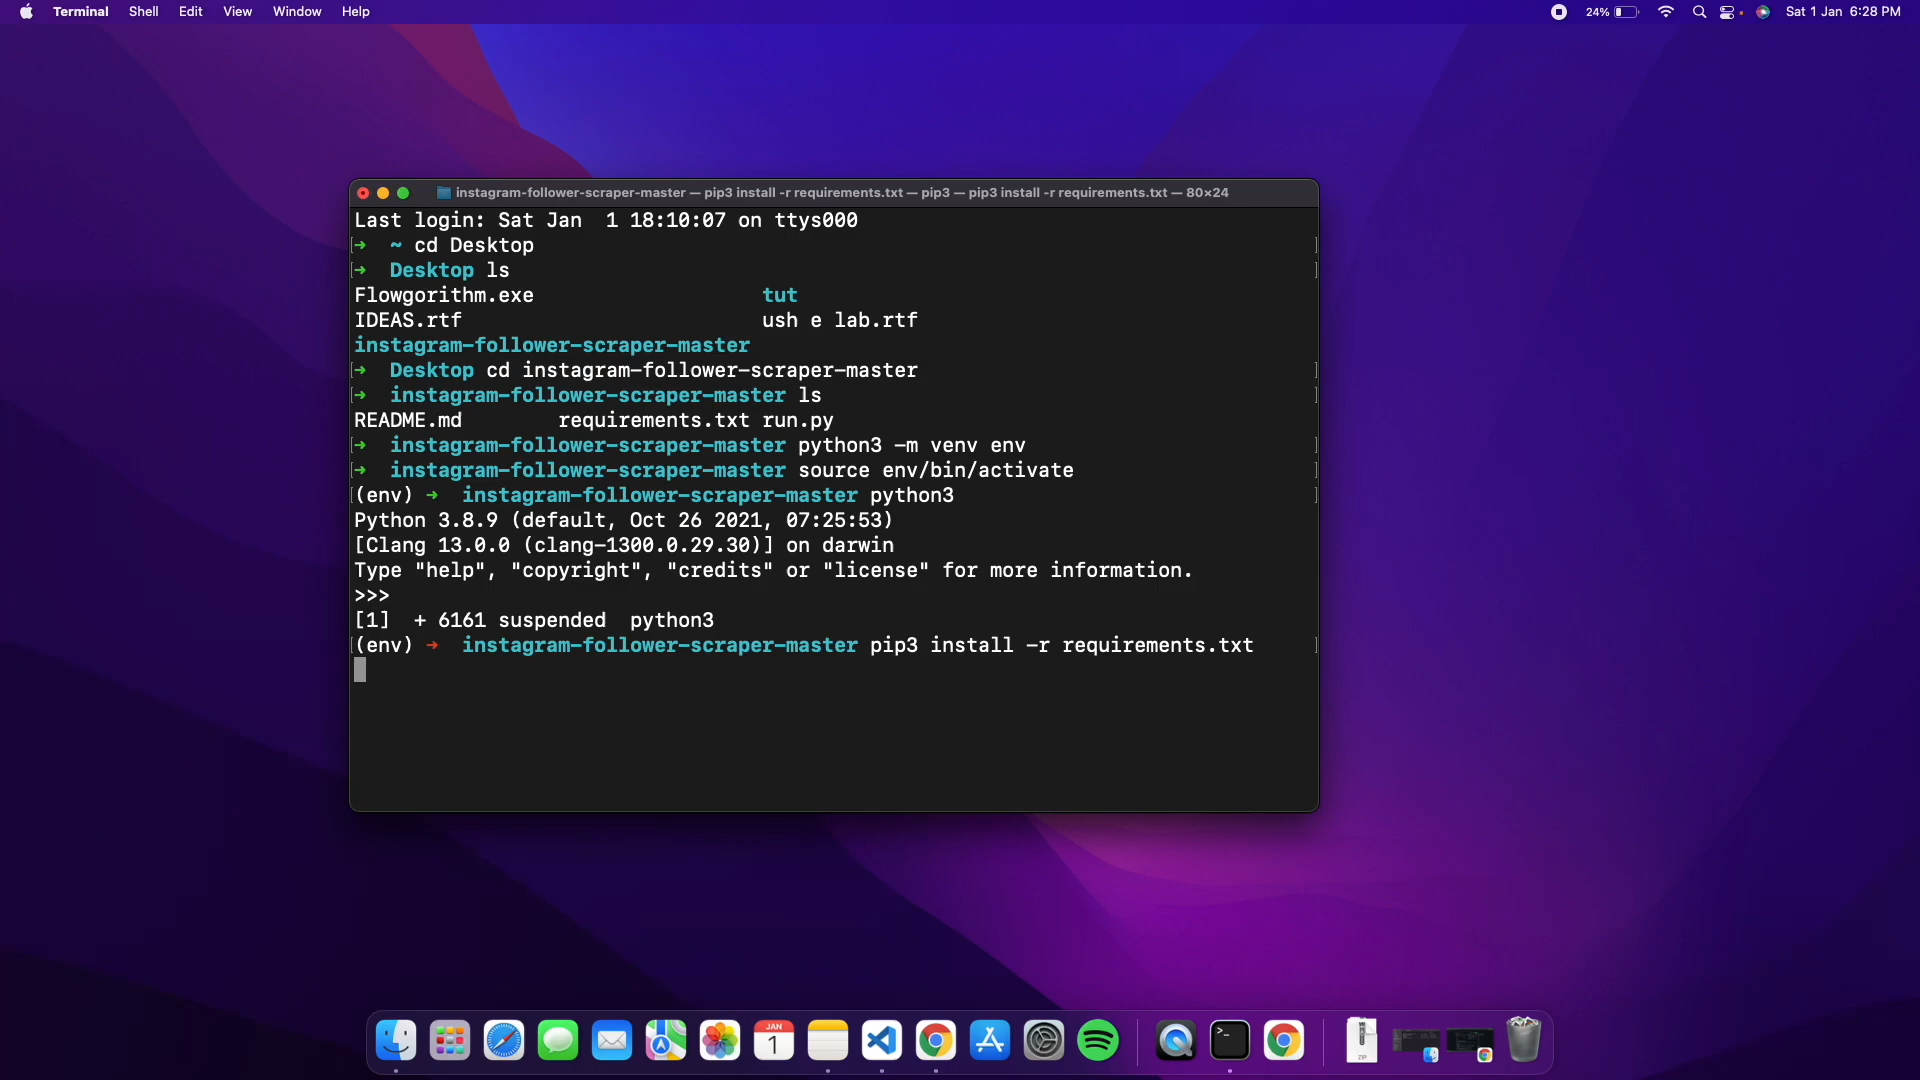 Terminal Shell Edit View Window Help
24% Sat 1 Jan 6:28 PM
instagram-follower-scraper-master — pip3 install -r requirements.txt — pip3 — pip3 install -r requirements.txt — 80×24
Last login: Sat Jan  1 18:10:07 on ttys000
[➜  ~ cd Desktop ]
[➜  Desktop ls ]
Flowgorithm.exe tut
IDEAS.rtf ush e lab.rtf
instagram-follower-scraper-master
[➜  Desktop cd instagram-follower-scraper-master ]
[➜  instagram-follower-scraper-master ls ]
README.md requirements.txt run.py
[➜  instagram-follower-scraper-master python3 -m venv env ]
[➜  instagram-follower-scraper-master source env/bin/activate ]
[(env) ➜  instagram-follower-scraper-master python3 ]
Python 3.8.9 (default, Oct 26 2021, 07:25:53)
[Clang 13.0.0 (clang-1300.0.29.30)] on darwin
Type "help", "copyright", "credits" or "license" for more information.
>>>
[1]  + 6161 suspended  python3
[(env) ➜  instagram-follower-scraper-master pip3 install -r requirements.txt ]
JAN
1
>_
ZIP